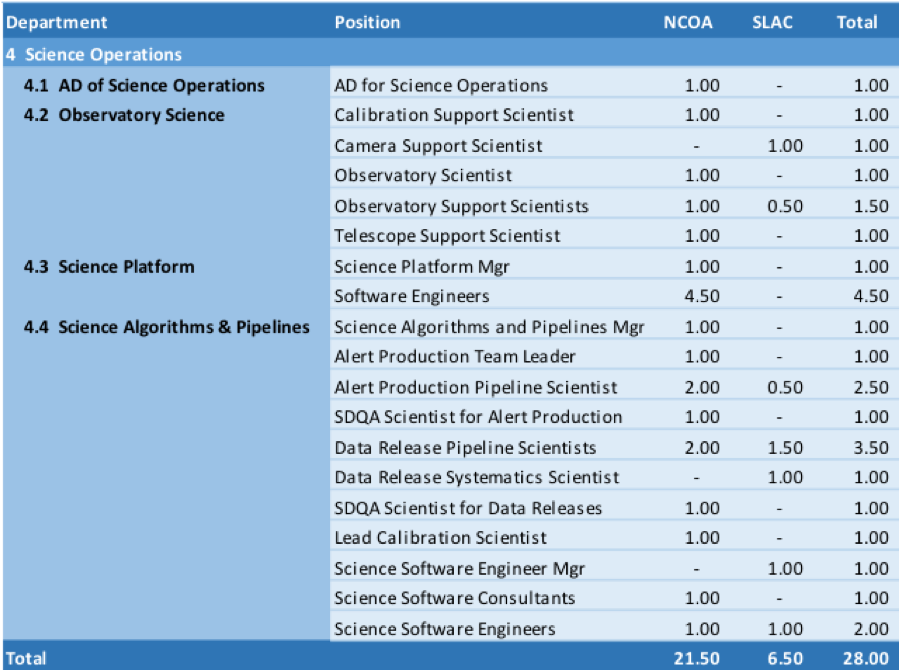 Department Position NCOA SLAC Total
4 Science Operations
4.1 AD of Science Operations AD for Science Operations 1.00 - 1.00
4.2 Observatory Science Calibration Support Scientist 1.00 - 1.00
Camera Support Scientist - 1.00 1.00
Observatory Scientist 1.00 - 1.00
Observatory Support Scientists 1.00 0.50 1.50
Telescope Support Scientist 1.00 - 1.00
4.3 Science Platform Science Platform Mgr 1.00 - 1.00
Software Engineers 4.50 - 4.50
4.4 Science Algorithms & Pipelines Science Algorithms and Pipelines Mgr 1.00 - 1.00
Alert Production Team Leader 1.00 - 1.00
Alert Production Pipeline Scientist 2.00 0.50 2.50
SDQA Scientist for Alert Production 1.00 - 1.00
Data Release Pipeline Scientists 2.00 1.50 3.50
Data Release Systematics Scientist - 1.00 1.00
SDQA Scientist for Data Releases 1.00 - 1.00
Lead Calibration Scientist 1.00 - 1.00
Science Software Engineer Mgr - 1.00 1.00
Science Software Consultants 1.00 - 1.00
Science Software Engineers 1.00 1.00 2.00
Total 21.50 6.50 28.00